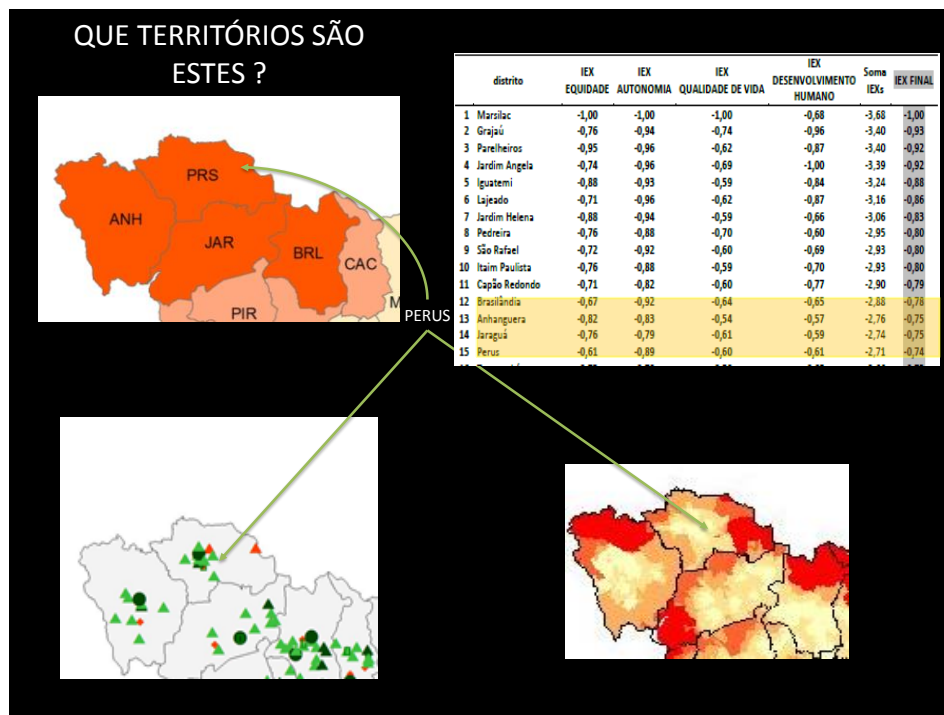 QUE TERRITÓRIOS SÃO
ESTES ?
PRS
ANH
JAR
BRL
CAC
PIR
M
PERUS
distrito IEX EQUIDADE IEX AUTONOMIA IEX QUALIDADE DE VIDA IEX DESENVOLVIMENTO HUMANO Soma IEXs IEX FINAL
1 Marsilac -1,00 -1,00 -1,00 -0,68 -3,68 -1,00
2 Grajaú -0,76 -0,94 -0,74 -0,96 -3,40 -0,93
3 Parelheiros -0,95 -0,96 -0,62 -0,87 -3,40 -0,92
4 Jardim Angela -0,74 -0,96 -0,69 -1,00 -3,39 -0,92
5 Iguatemi -0,88 -0,93 -0,59 -0,84 -3,24 -0,88
6 Lajeado -0,71 -0,96 -0,62 -0,87 -3,16 -0,86
7 Jardim Helena -0,88 -0,94 -0,59 -0,66 -3,06 -0,83
8 Pedreira -0,76 -0,88 -0,70 -0,60 -2,95 -0,80
9 São Rafael -0,72 -0,92 -0,60 -0,69 -2,93 -0,80
10 Itaim Paulista -0,76 -0,88 -0,59 -0,70 -2,93 -0,80
11 Capão Redondo -0,71 -0,82 -0,60 -0,77 -2,90 -0,79
12 Brasilândia -0,67 -0,92 -0,64 -0,65 -2,88 -0,78
13 Anhanguera -0,82 -0,83 -0,54 -0,57 -2,76 -0,75
14 Jaraguá -0,76 -0,79 -0,61 -0,59 -2,74 -0,75
15 Perus -0,61 -0,89 -0,60 -0,61 -2,71 -0,74